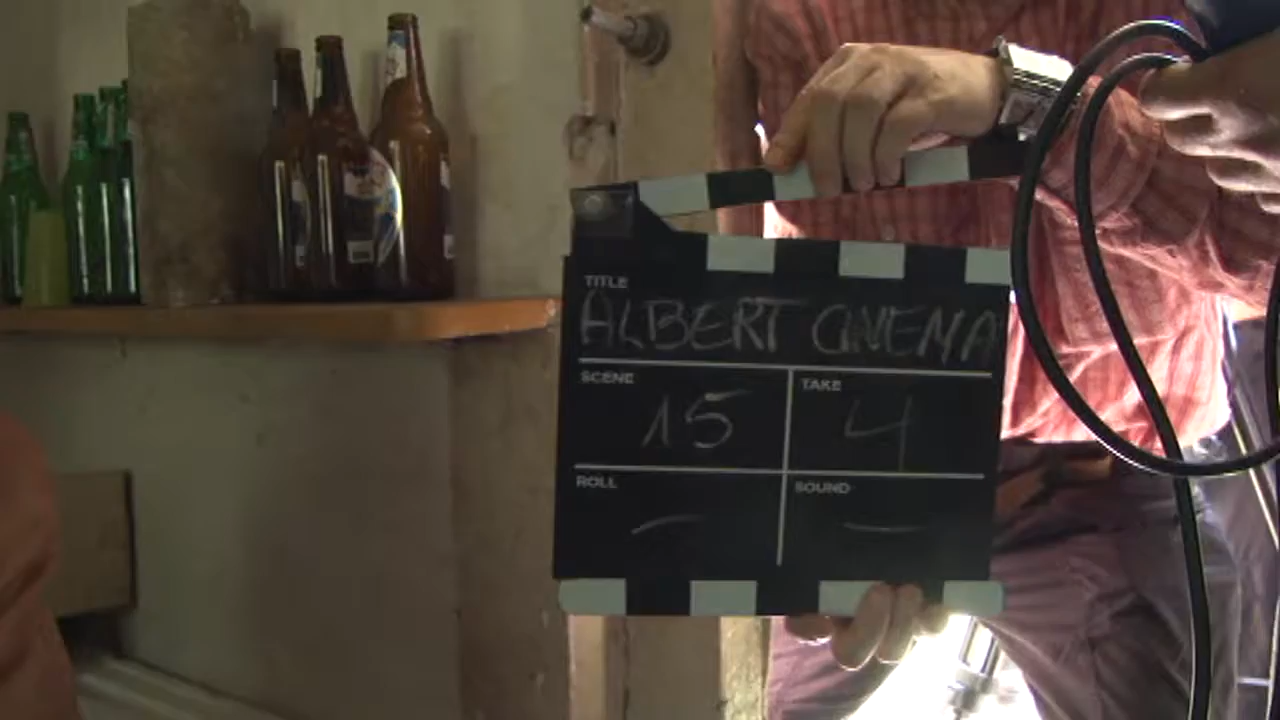 TITLE
ALBERT CINEMA
SCENE
TAKE
15
4
ROLL
SOUND
-
-